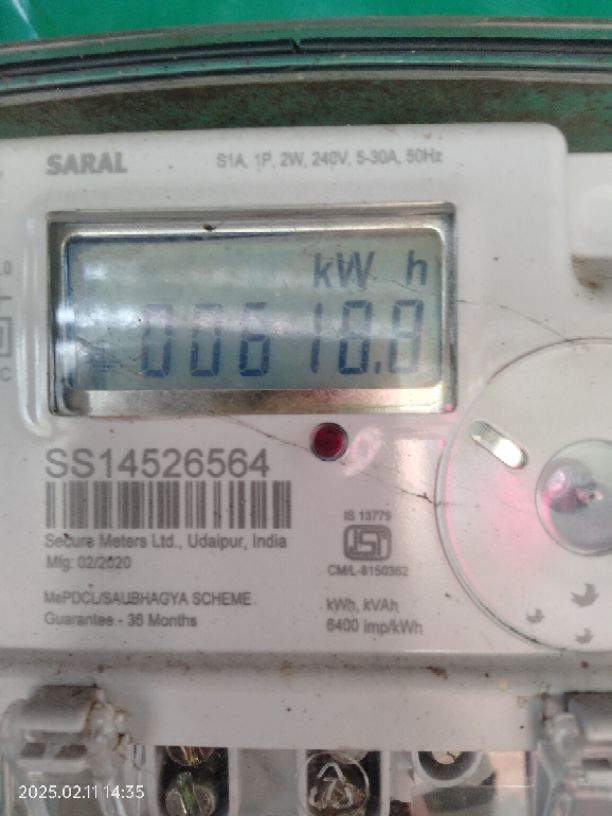 SARAL
S1A, 1P, 2W, 240V, 5-30A, 50Hz
kW h
00618.8
SS14526564
Secure Meters Ltd., Udaipur, India
Mfg: 02/2020
IS 13779
CM/L-8150362
MePDCL/SAUBHAGYA SCHEME
Guarantee - 36 Months
kWh, kVAh
6400 imp/kWh
2025.02.11 14:35